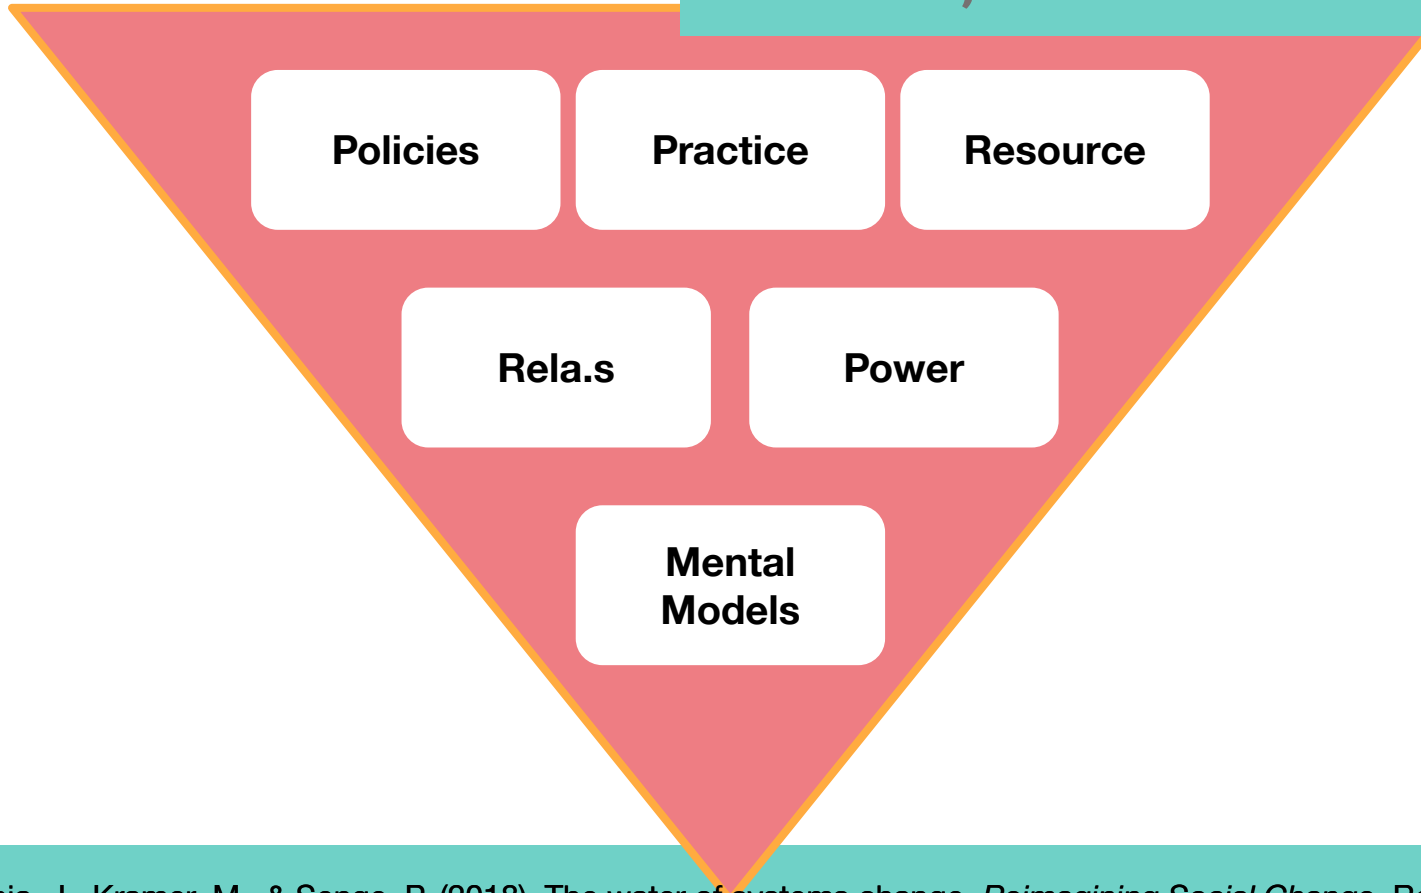 Policies
Practice
Resource
Rela.s
Power
Mental
Models
J., Kramer, M., & Senge, P. (2018). The water of systems change. Reimagining Social Change.